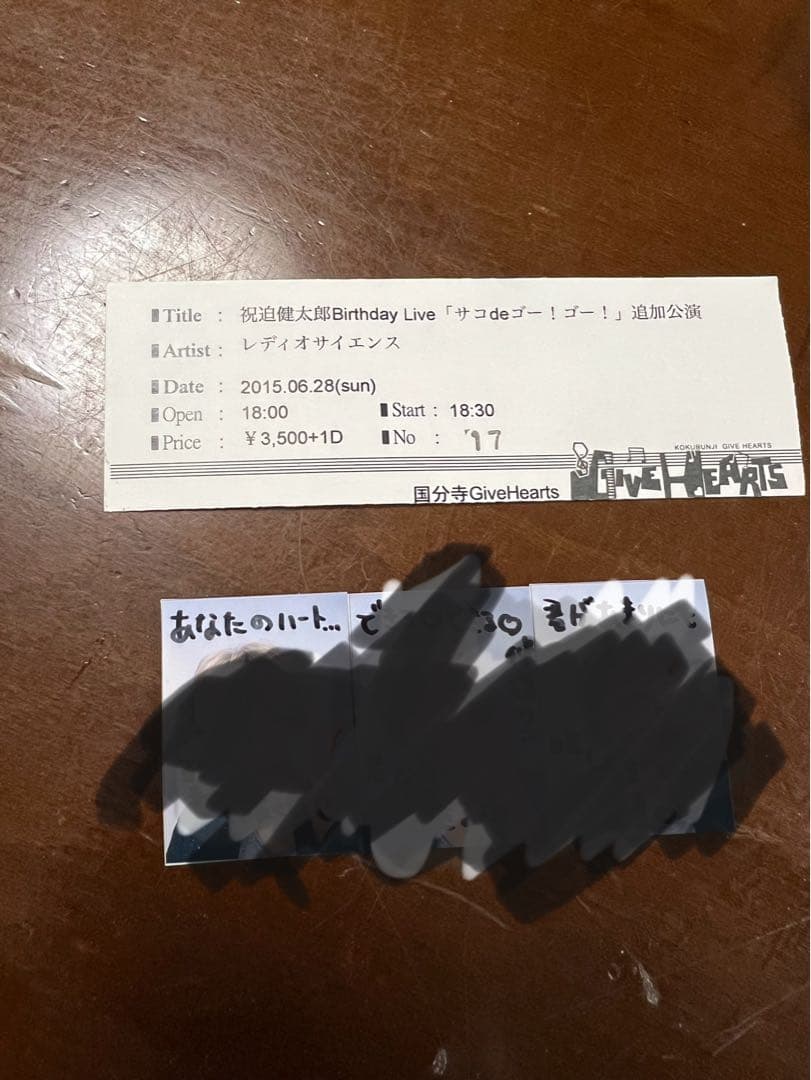 Title : 祝迫健太郎Birthday Live「サコdeゴー!ゴー!」追加公演
Artist : レディオサイエンス
Date : 2015.06.28(sun)
Open : 18:00 Start : 18:30
Price : ¥3,500+1D No : 97
KOKUBUNJI GIVE HEARTS
国分寺GiveHearts GIVE HEARTS
あなたのハート...